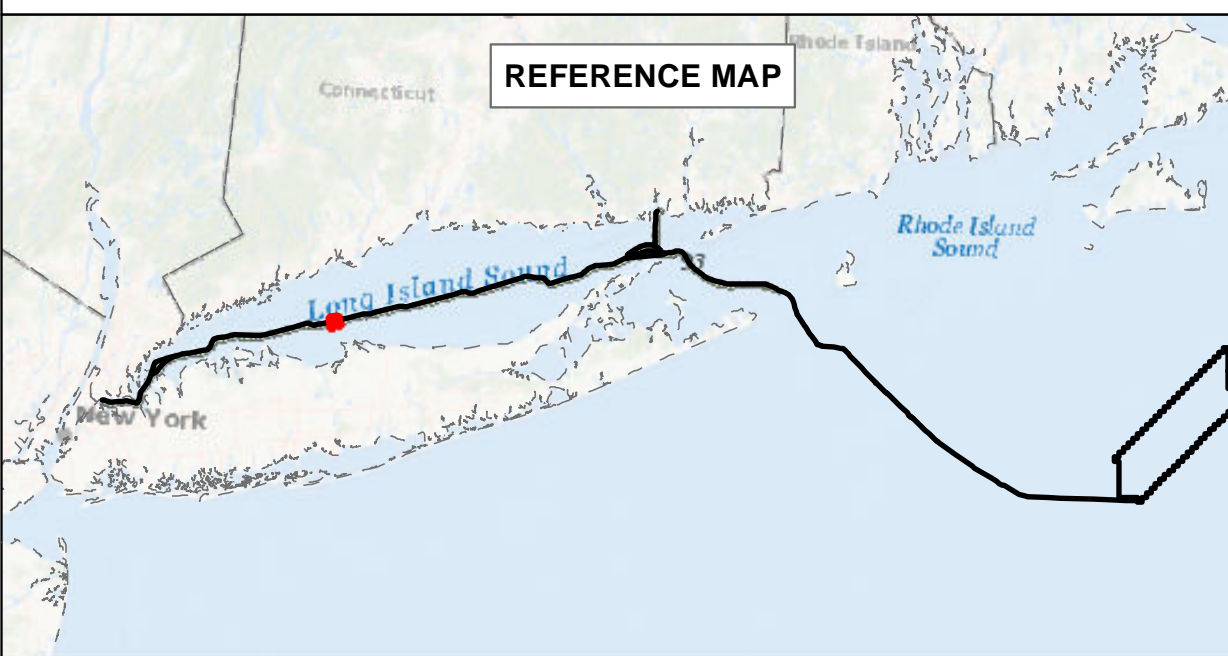 Rhode Island
REFERENCE MAP
Connecticut
Rhode Island
Sound
Long Island Sound
New York